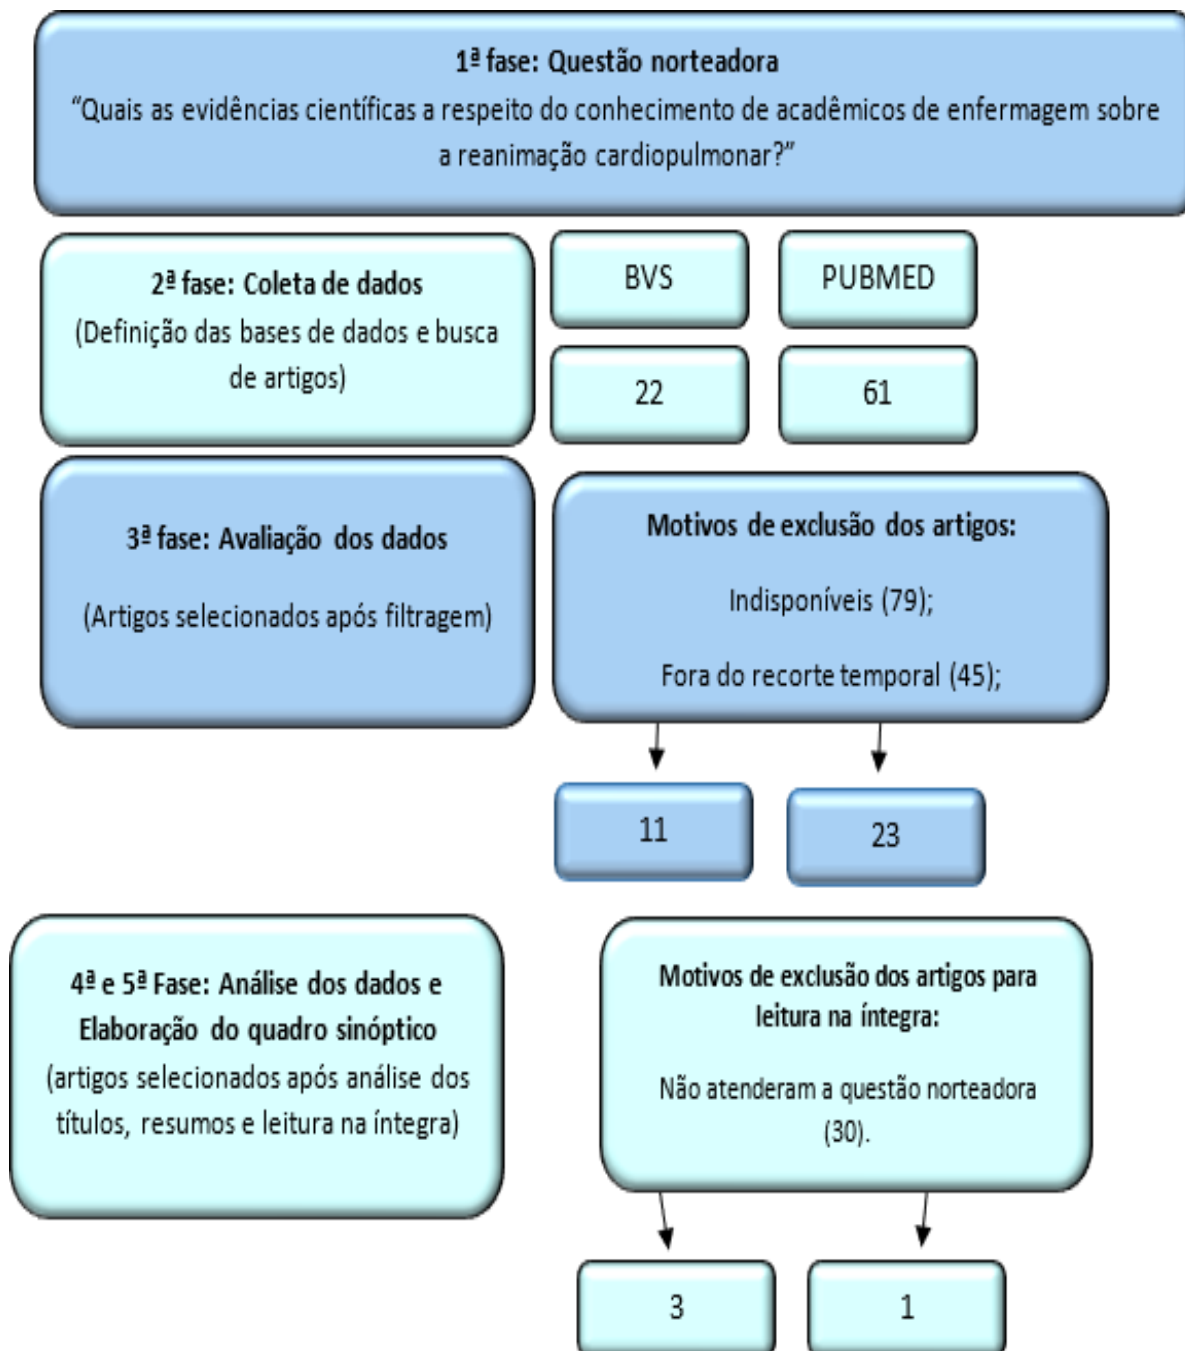 1ª fase: Questão norteadora
“Quais as evidências científicas a respeito do conhecimento de acadêmicos de enfermagem sobre
a reanimação cardiopulmonar?”
2ª fase: Coleta de dados
(Definição das bases de dados e busca
de artigos)
BVS
PUBMED
22
61
3ª fase: Avaliação dos dados
(Artigos selecionados após filtragem)
Motivos de exclusão dos artigos:
Indisponíveis (79);
Fora do recorte temporal (45);
11
23
4ª e 5ª Fase: Análise dos dados e
Elaboração do quadro sinóptico
(artigos selecionados após análise dos
títulos, resumos e leitura na íntegra)
Motivos de exclusão dos artigos para
leitura na íntegra:
Não atenderam a questão norteadora
(30).
3
1